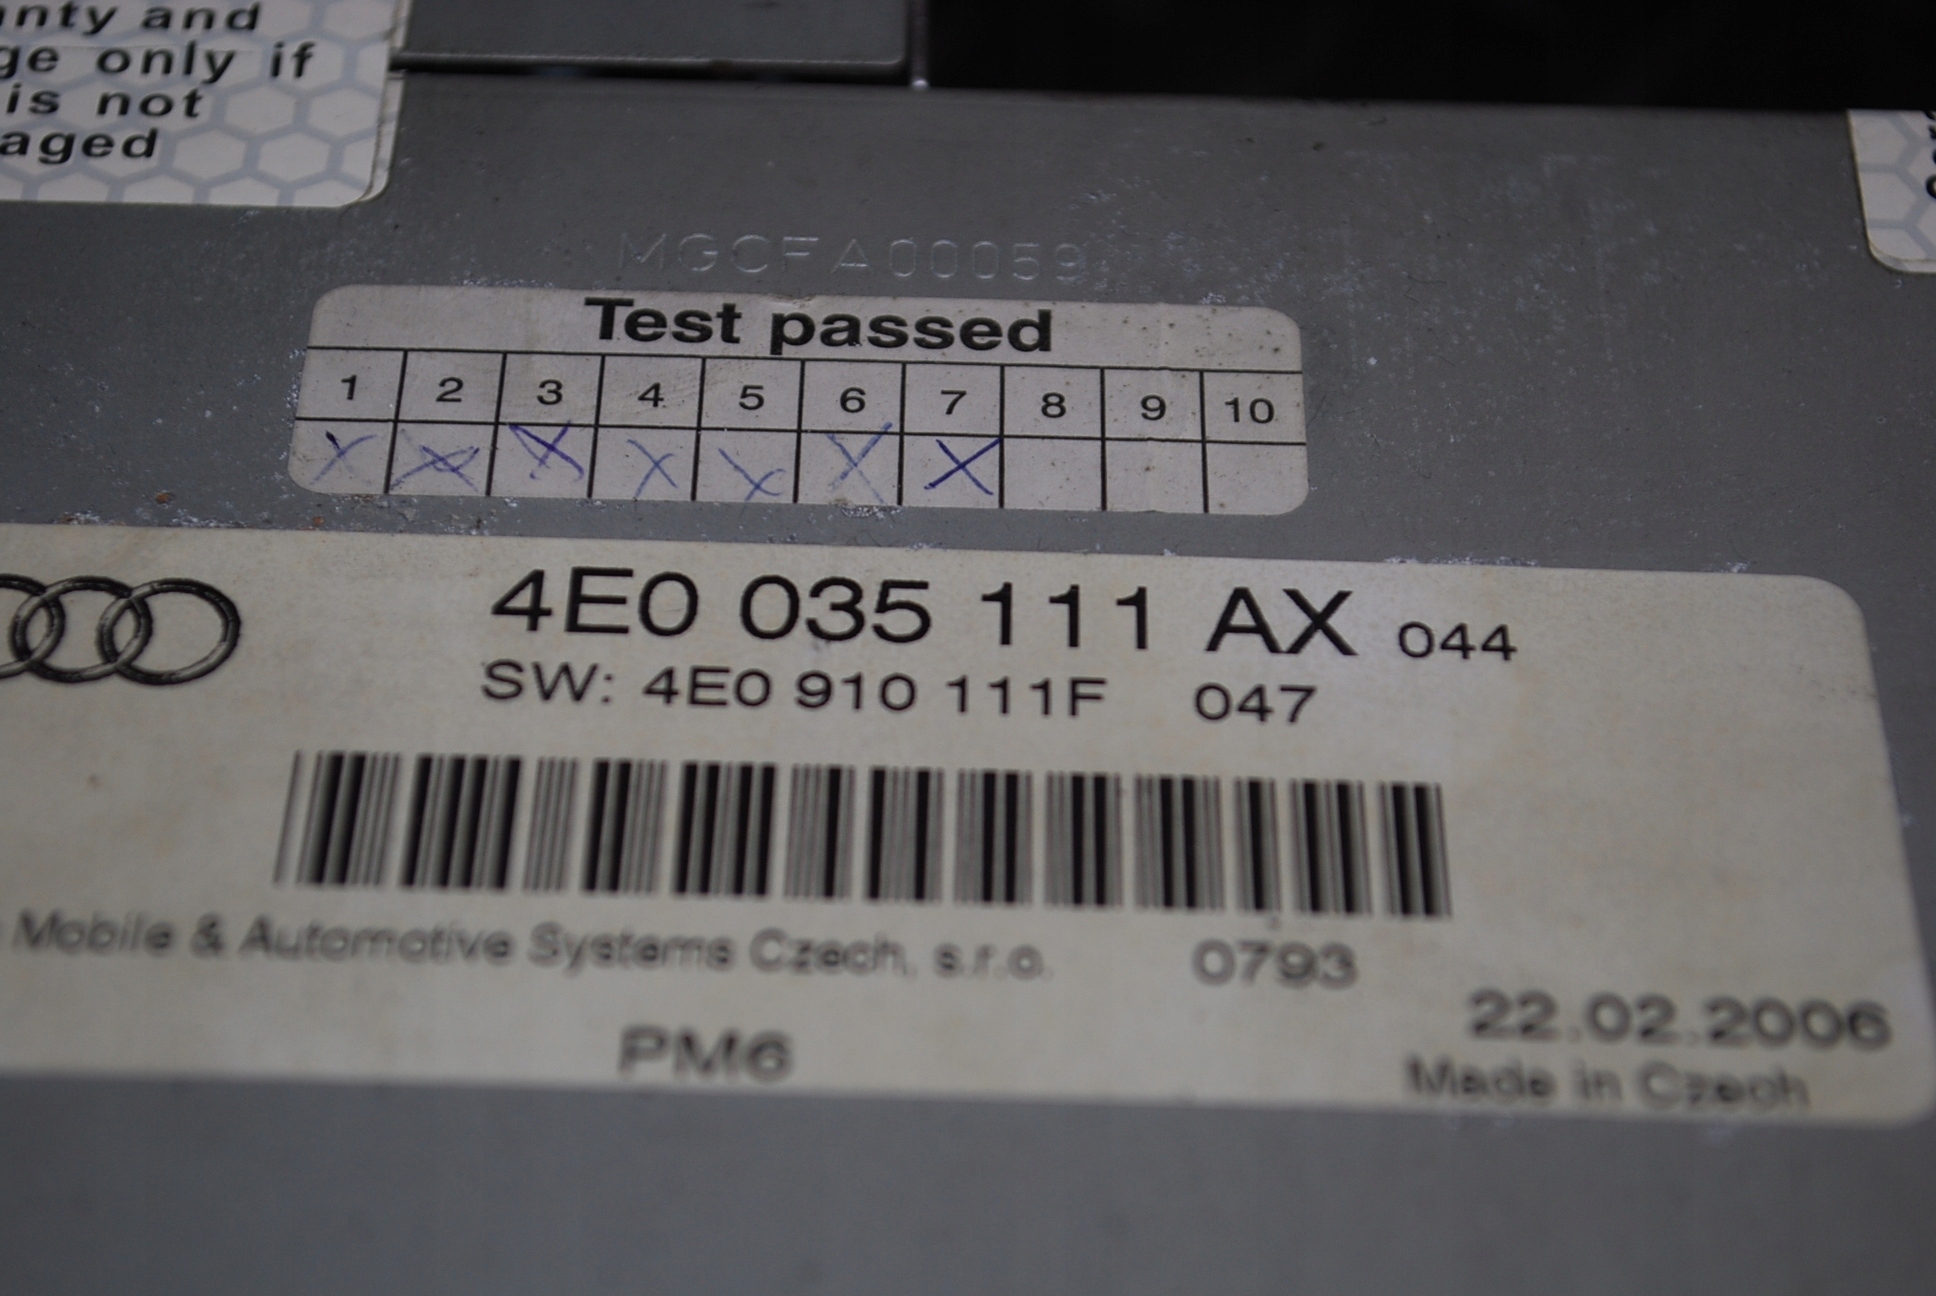 nty and
ge only if
is not
aged
MGCFA00059
Test passed
1 2 3 4 5 6 7 8 9 10
X X X X X X X
4E0 035 111 AX 044
SW: 4E0 910 111F 047
Mobile & Automotive Systems Czech, s.r.o. 0793
22.02.2006
PM6
Made in Czech